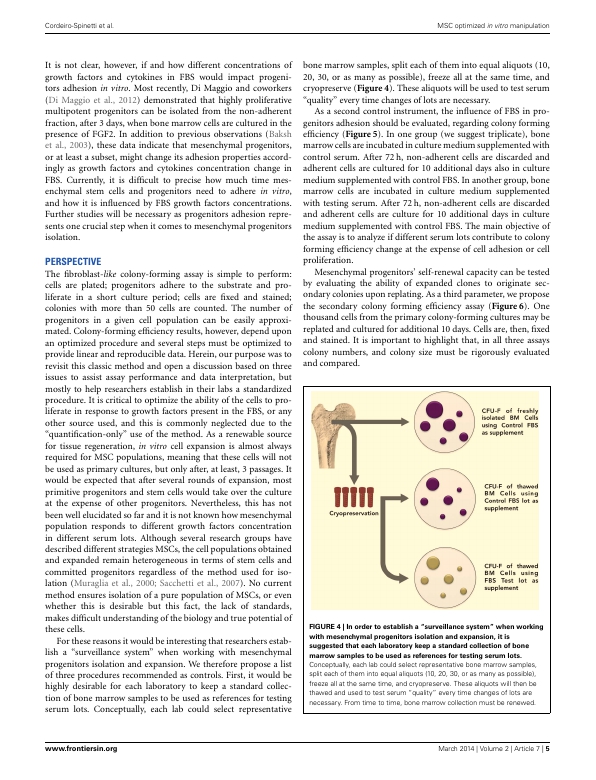 Cordeiro-Spinetti et al.
MSC optimized in vitro manipulation
It is not clear, however, if and how different concentrations of
growth factors and cytokines in FBS would impact progeni-
tors adhesion in vitro. Most recently, Di Maggio and coworkers
(Di Maggio et al., 2012) demonstrated that highly proliferative
multipotent progenitors can be isolated from the non-adherent
fraction, after 3 days, when bone marrow cells are cultured in the
presence of FGF2. In addition to previous observations (Baksh
et al., 2003), these data indicate that mesenchymal progenitors,
or at least a subset, might change its adhesion properties accord-
ingly as growth factors and cytokines concentration change in
FBS. Currently, it is difficult to precise how much time mes-
enchymal stem cells and progenitors need to adhere in vitro,
and how it is influenced by FBS growth factors concentrations.
Further studies will be necessary as progenitors adhesion repre-
sents one crucial step when it comes to mesenchymal progenitors
isolation.
PERSPECTIVE
The fibroblast-like colony-forming assay is simple to perform:
cells are plated; progenitors adhere to the substrate and pro-
liferate in a short culture period; cells are fixed and stained;
colonies with more than 50 cells are counted. The number of
progenitors in a given cell population can be easily approxi-
mated. Colony-forming efficiency results, however, depend upon
an optimized procedure and several steps must be optimized to
provide linear and reproducible data. Herein, our purpose was to
revisit this classic method and open a discussion based on three
issues to assist assay performance and data interpretation, but
mostly to help researchers establish in their labs a standardized
procedure. It is critical to optimize the ability of the cells to pro-
liferate in response to growth factors present in the FBS, or any
other source used, and this is commonly neglected due to the
“quantification-only” use of the method. As a renewable source
for tissue regeneration, in vitro cell expansion is almost always
required for MSC populations, meaning that these cells will not
be used as primary cultures, but only after, at least, 3 passages. It
would be expected that after several rounds of expansion, most
primitive progenitors and stem cells would take over the culture
at the expense of other progenitors. Nevertheless, this has not
been well elucidated so far and it is not known how mesenchymal
population responds to different growth factors concentration
in different serum lots. Although several research groups have
described different strategies MSCs, the cell populations obtained
and expanded remain heterogeneous in terms of stem cells and
committed progenitors regardless of the method used for iso-
lation (Muraglia et al., 2000; Sacchetti et al., 2007). No current
method ensures isolation of a pure population of MSCs, or even
whether this is desirable but this fact, the lack of standards,
makes difficult understanding of the biology and true potential of
these cells.
For these reasons it would be interesting that researchers estab-
lish a “surveillance system” when working with mesenchymal
progenitors isolation and expansion. We therefore propose a list
of three procedures recommended as controls. First, it would be
highly desirable for each laboratory to keep a standard collec-
tion of bone marrow samples to be used as references for testing
serum lots. Conceptually, each lab could select representative
bone marrow samples, split each of them into equal aliquots (10,
20, 30, or as many as possible), freeze all at the same time, and
cryopreserve (Figure 4). These aliquots will be used to test serum
“quality” every time changes of lots are necessary.
As a second control instrument, the influence of FBS in pro-
genitors adhesion should be evaluated, regarding colony forming
efficiency (Figure 5). In one group (we suggest triplicate), bone
marrow cells are incubated in culture medium supplemented with
control serum. After 72 h, non-adherent cells are discarded and
adherent cells are cultured for 10 additional days also in culture
medium supplemented with control FBS. In another group, bone
marrow cells are incubated in culture medium supplemented
with testing serum. After 72 h, non-adherent cells are discarded
and adherent cells are culture for 10 additional days in culture
medium supplemented with control FBS. The main objective of
the assay is to analyze if different serum lots contribute to colony
forming efficiency change at the expense of cell adhesion or cell
proliferation.
Mesenchymal progenitors’ self-renewal capacity can be tested
by evaluating the ability of expanded clones to originate sec-
ondary colonies upon replating. As a third parameter, we propose
the secondary colony forming efficiency assay (Figure 6). One
thousand cells from the primary colony-forming cultures may be
replated and cultured for additional 10 days. Cells are, then, fixed
and stained. It is important to highlight that, in all three assays
colony numbers, and colony size must be rigorously evaluated
and compared.
CFU-F of freshly
isolated BM Cells
using Control FBS
as supplement
Cryopreservation
CFU-F of thawed
BM Cells using
Control FBS lot as
supplement
CFU-F of thawed
BM Cells using
FBS Test lot as
supplement
FIGURE 4 | In order to establish a “surveillance system” when working
with mesenchymal progenitors isolation and expansion, it is
suggested that each laboratory keep a standard collection of bone
marrow samples to be used as references for testing serum lots.
Conceptually, each lab could select representative bone marrow samples,
split each of them into equal aliquots (10, 20, 30, or as many as possible),
freeze all at the same time, and cryopreserve. These aliquots will then be
thawed and used to test serum “quality” every time changes of lots are
necessary. From time to time, bone marrow collection must be renewed.
www.frontiersin.org
March 2014 | Volume 2 | Article 7 | 5